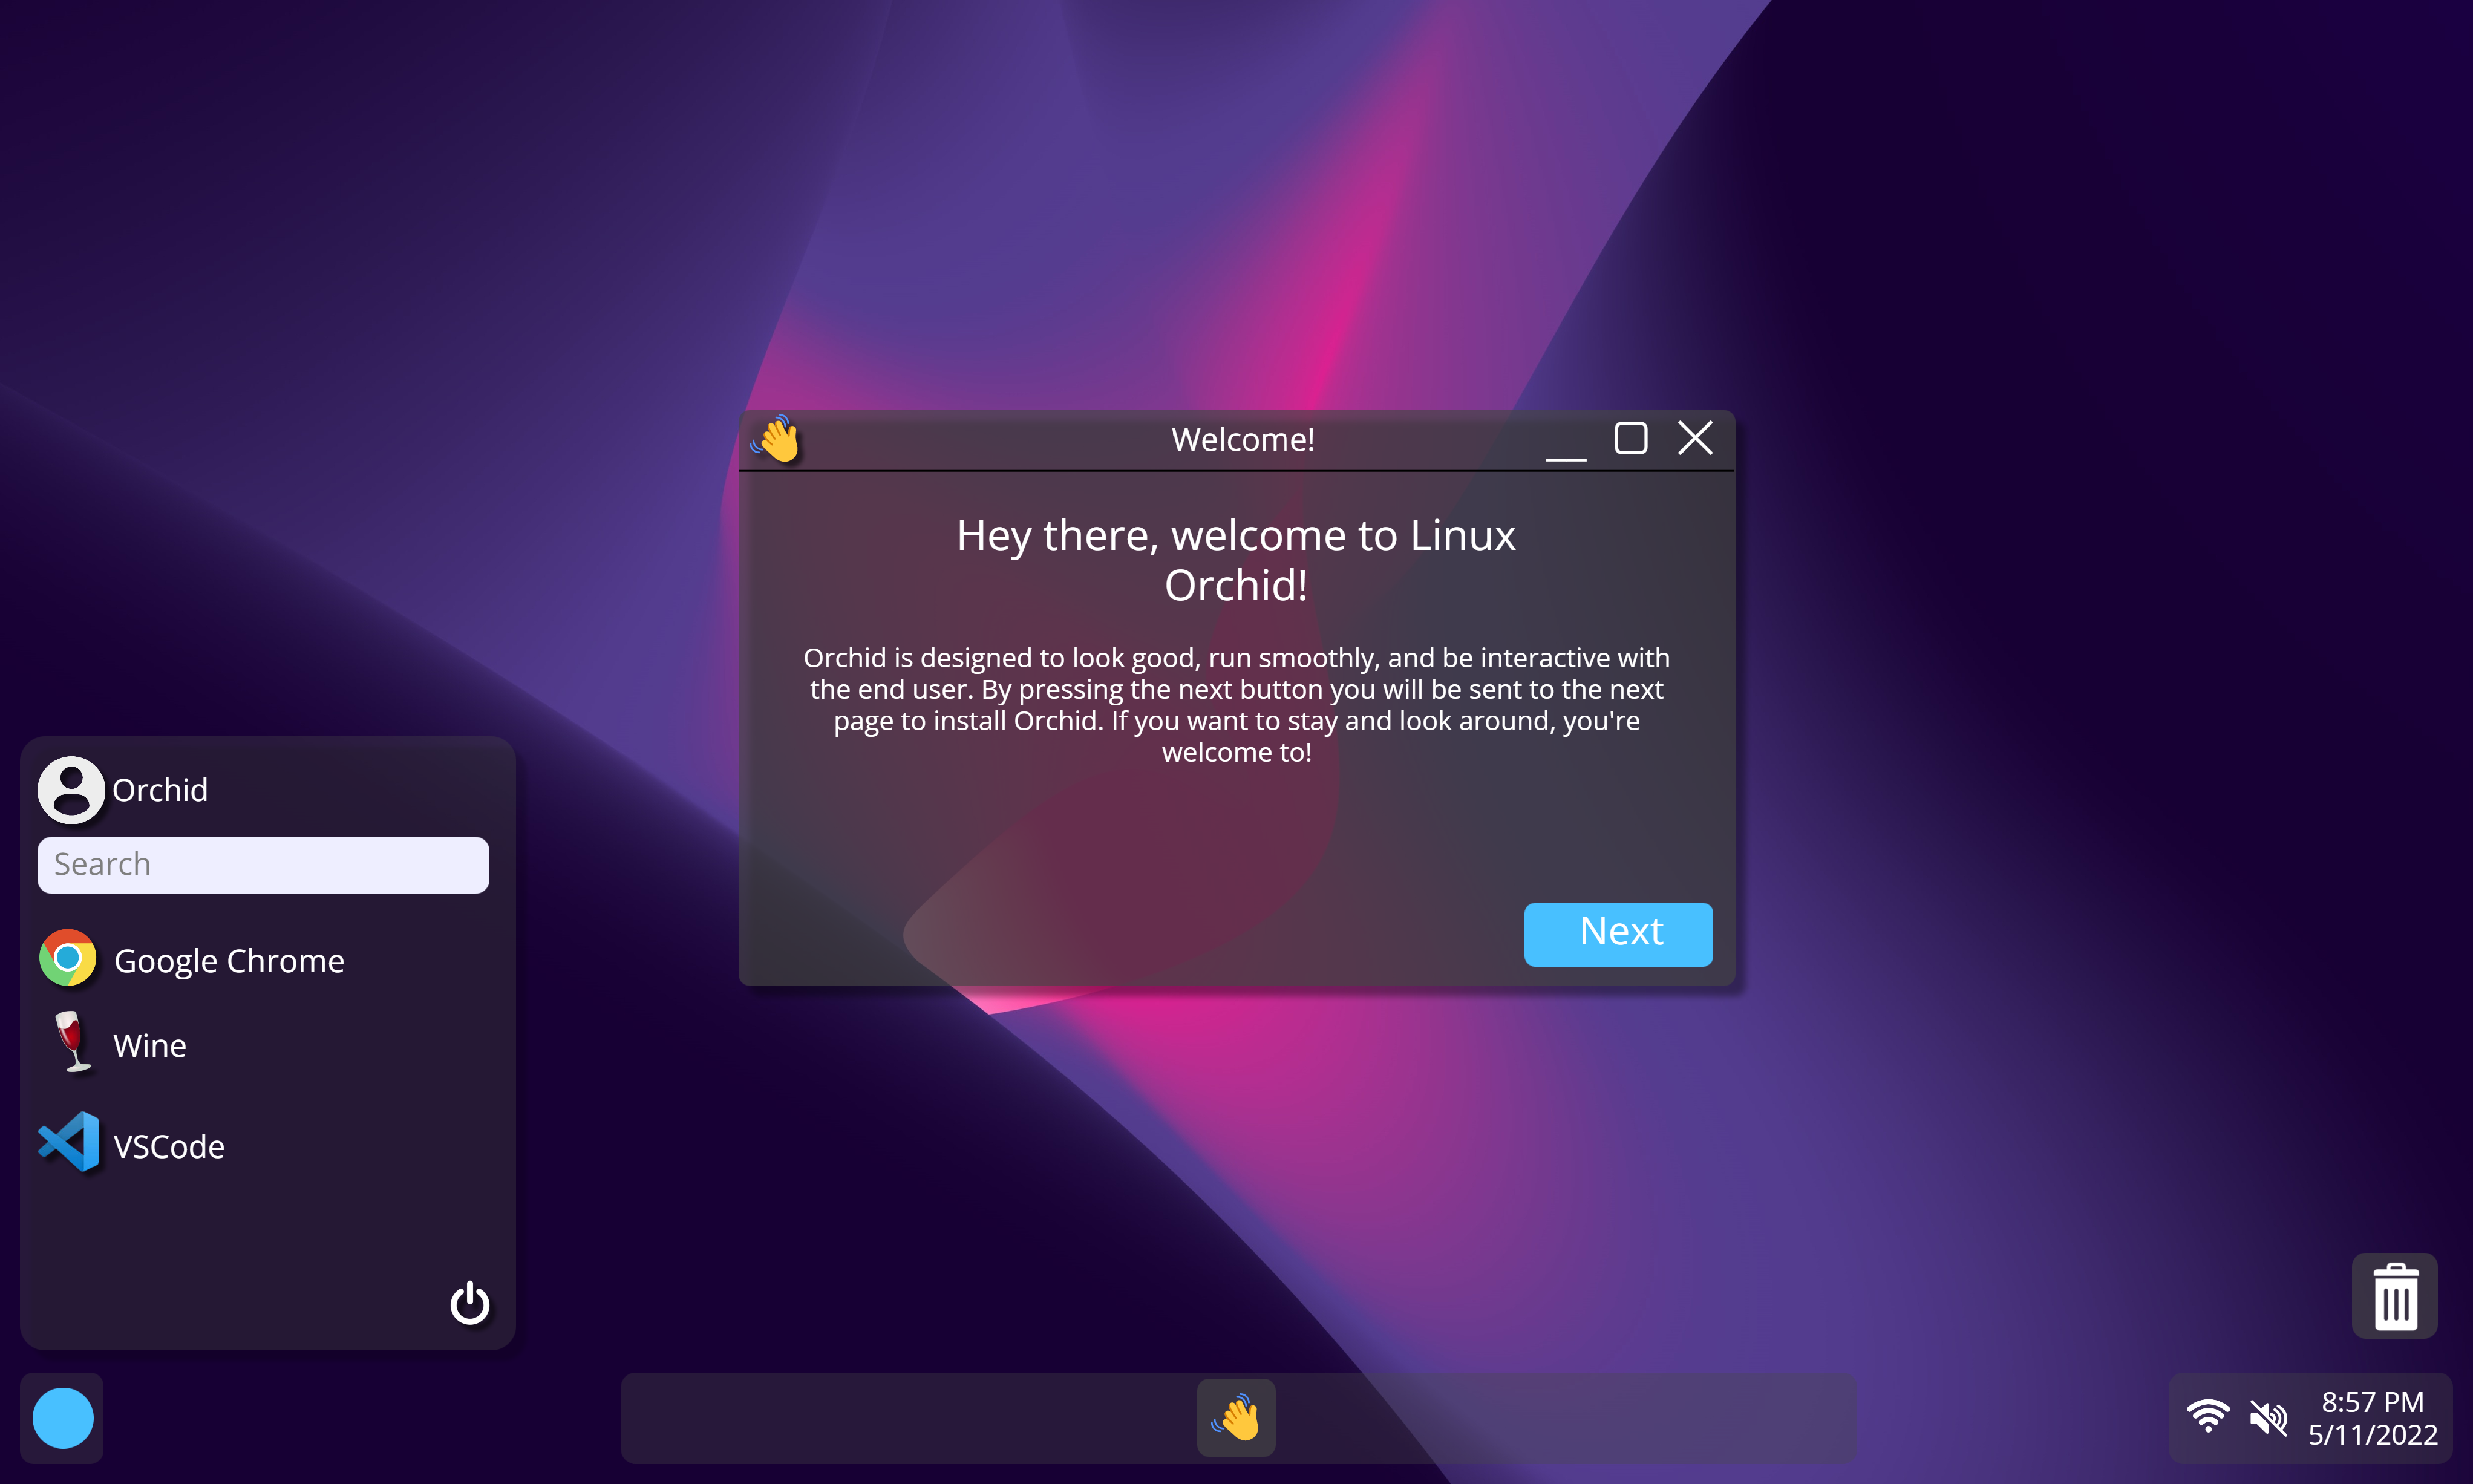 Welcome!
Hey there, welcome to Linux
Orchid!
Orchid is designed to look good, run smoothly, and be interactive with
the end user. By pressing the next button you will be sent to the next
page to install Orchid. If you want to stay and look around, you're
welcome to!
Next
Orchid
Search
Google Chrome
Wine
VSCode
8:57 PM
5/11/2022